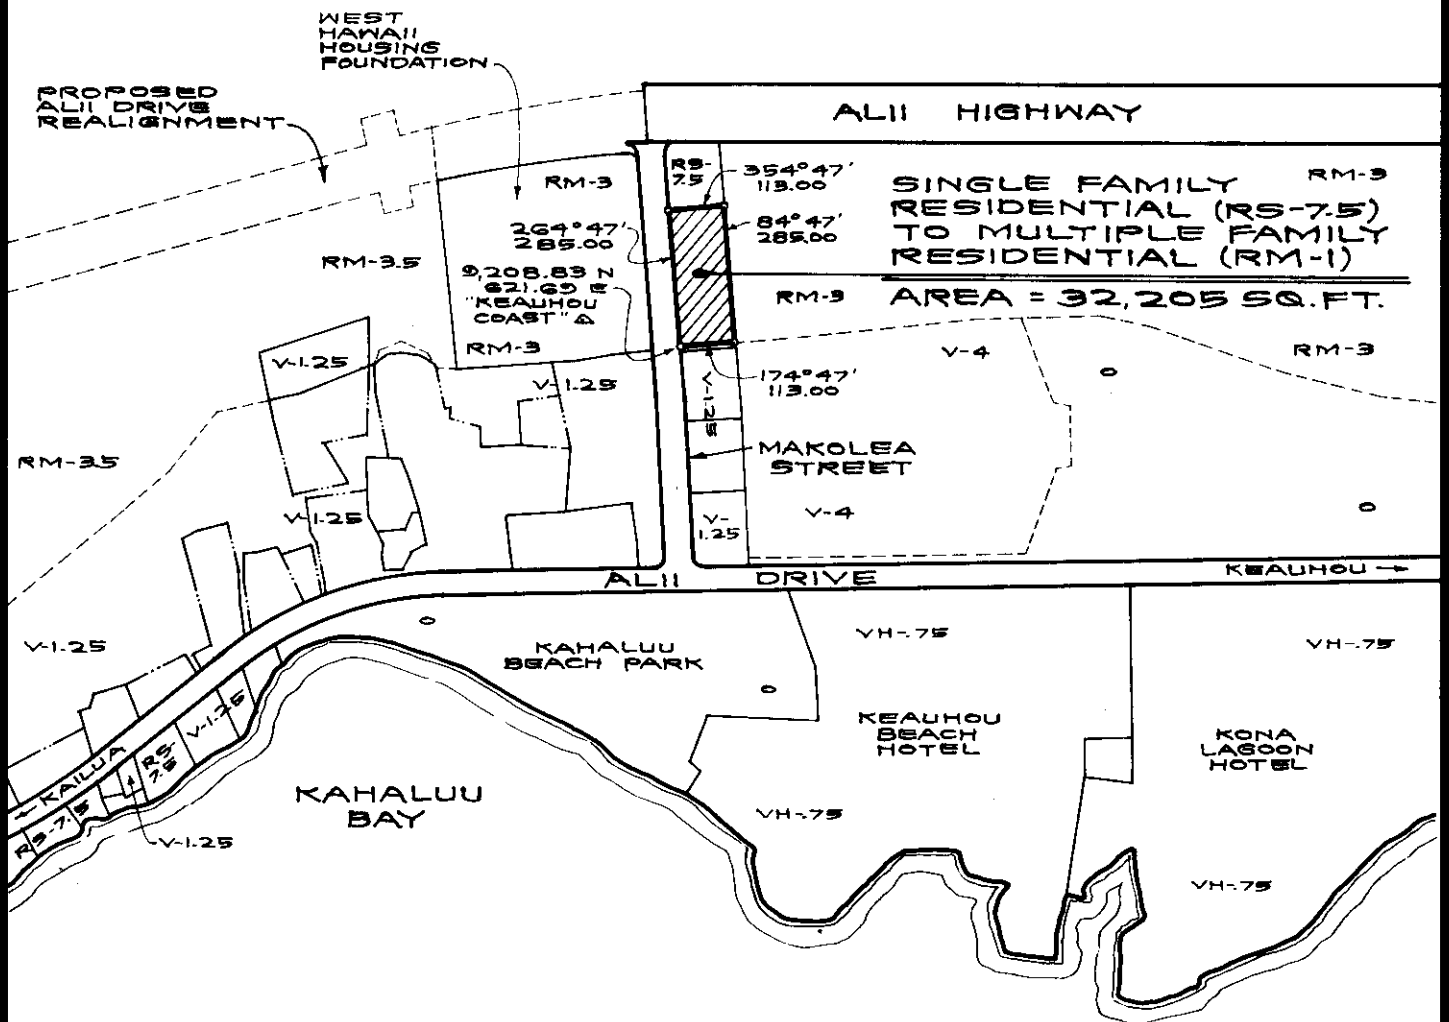 WEST
HAWAII
HOUSING
FOUNDATION
PROPOSED
ALII DRIVE
REALIGNMENT
ALII HIGHWAY
RS-
7.5
354°47'
113.00
RM-3
RM-3
SINGLE FAMILY
RESIDENTIAL (RS-7.5)
TO MULTIPLE FAMILY
RESIDENTIAL (RM-1)
AREA = 32,205 SQ. FT.
264°47'
285.00
84°47'
285.00
RM-3.5
,208.83 N
621.69 E
"KEAUHOU
COAST" △
RM-3
RM-3
V-1.25
V-1.25
V-4
RM-3
174°47'
113.00
V-1.25
RM-3.5
MAKOLEA
STREET
V-1.25
V-
1.25
V-4
ALII DRIVE
KEAUHOU →
V-1.25
KAHALUU
BEACH PARK
VH-.75
VH-.75
V-1.25
KEAUHOU
BEACH
HOTEL
KONA
LAGOON
HOTEL
RS-
7.5
← KAILUA
RS-7.5
V-1.25
KAHALUU
BAY
VH-.75
VH-.75